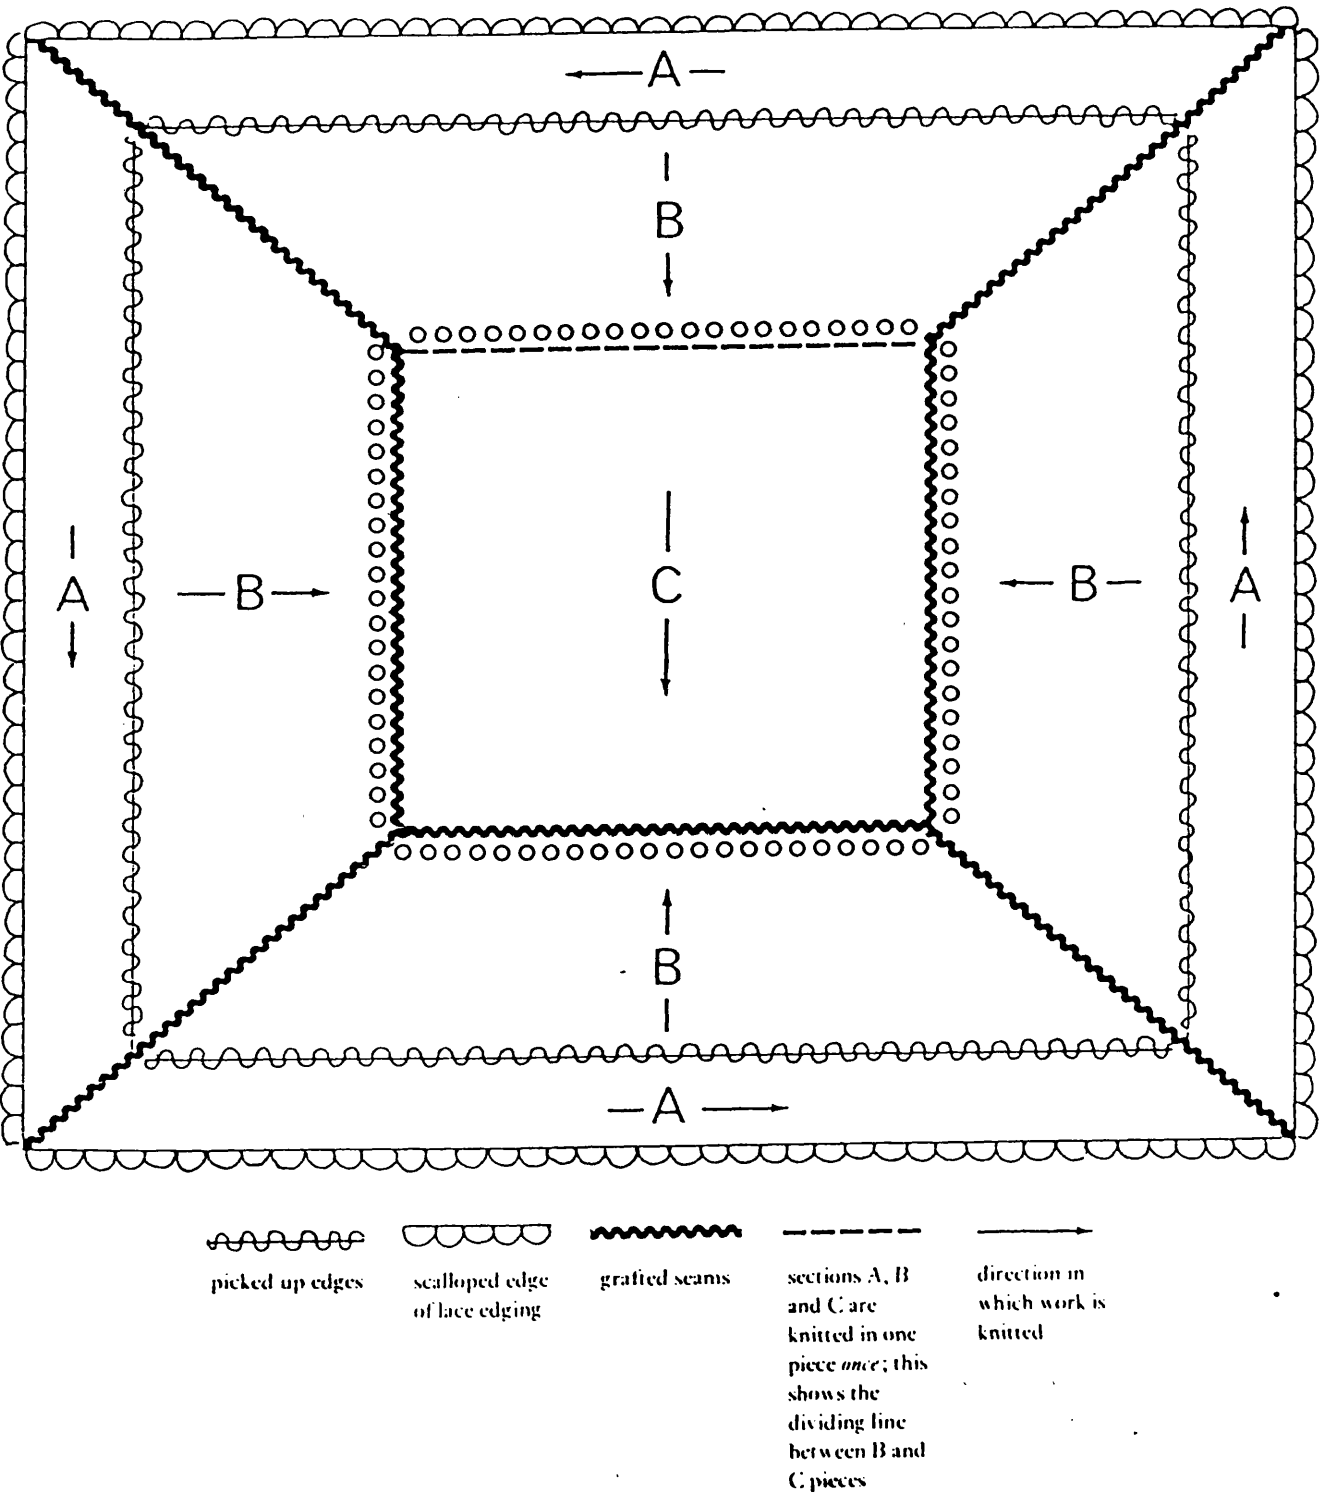 A
B
C
A
B
B
A
B
A
picked up edges
scalloped edge
of lace edging
grafted seams
sections A, B
and C are
knitted in one
piece once; this
shows the
dividing line
between B and
C pieces
direction in
which work is
knitted